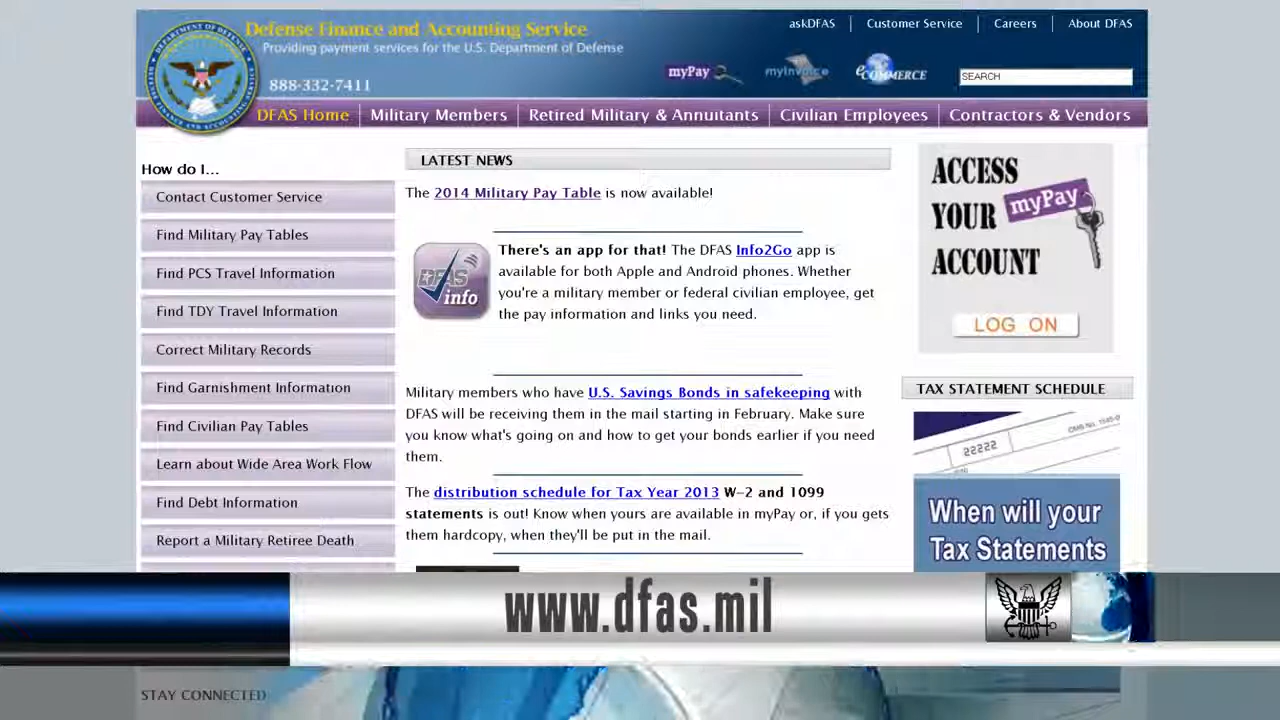 Defense Finance and Accounting Service
Providing payment services for the U.S. Department of Defense
888-332-7411
askDFAS
Customer Service
Careers
About DFAS
myPay
myInvoice
eCOMMERCE
SEARCH
DFAS Home
Military Members
Retired Military & Annuitants
Civilian Employees
Contractors & Vendors
How do I...
Contact Customer Service
Find Military Pay Tables
Find PCS Travel Information
Find TDY Travel Information
Correct Military Records
Find Garnishment Information
Find Civilian Pay Tables
Learn about Wide Area Work Flow
Find Debt Information
Report a Military Retiree Death
LATEST NEWS
The 2014 Military Pay Table is now available!
DFAS
info
There's an app for that! The DFAS Info2Go app is
available for both Apple and Android phones. Whether
you're a military member or federal civilian employee, get
the pay information and links you need.
Military members who have U.S. Savings Bonds in safekeeping with
DFAS will be receiving them in the mail starting in February. Make sure
you know what's going on and how to get your bonds earlier if you need
them.
The distribution schedule for Tax Year 2013 W-2 and 1099
statements is out! Know when yours are available in myPay or, if you gets
them hardcopy, when they'll be put in the mail.
ACCESS
YOUR myPay
ACCOUNT
LOG ON
TAX STATEMENT SCHEDULE
22222
When will your
Tax Statements
www.dfas.mil
STAY CONNECTED